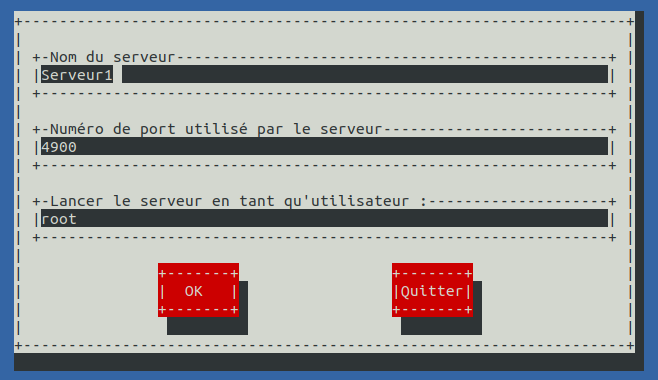 Nom du serveur
Serveur1
Numéro de port utilisé par le serveur
4900
Lancer le serveur en tant qu'utilisateur :
root
OK Quitter